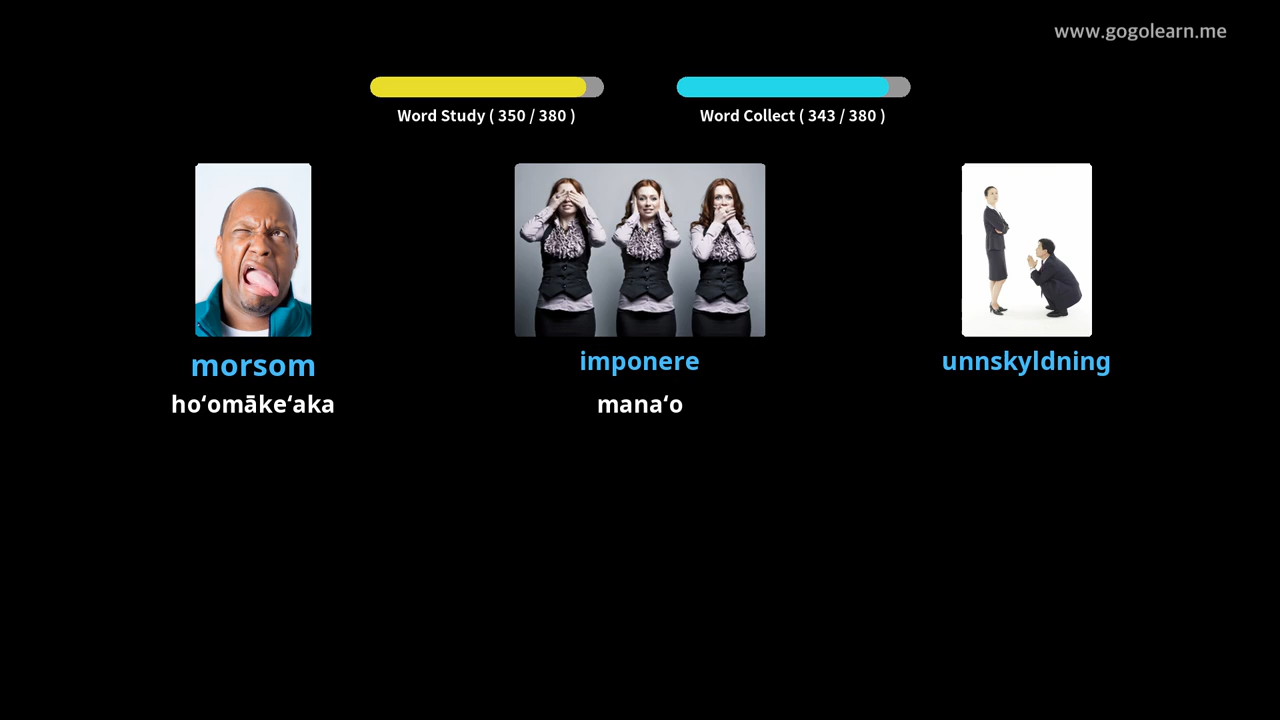 www.gogolearn.me
Word Study ( 350 / 380 )
Word Collect ( 343 / 380 )
morsom
imponere
unnskyldning
hoʻomākeʻaka
manaʻo